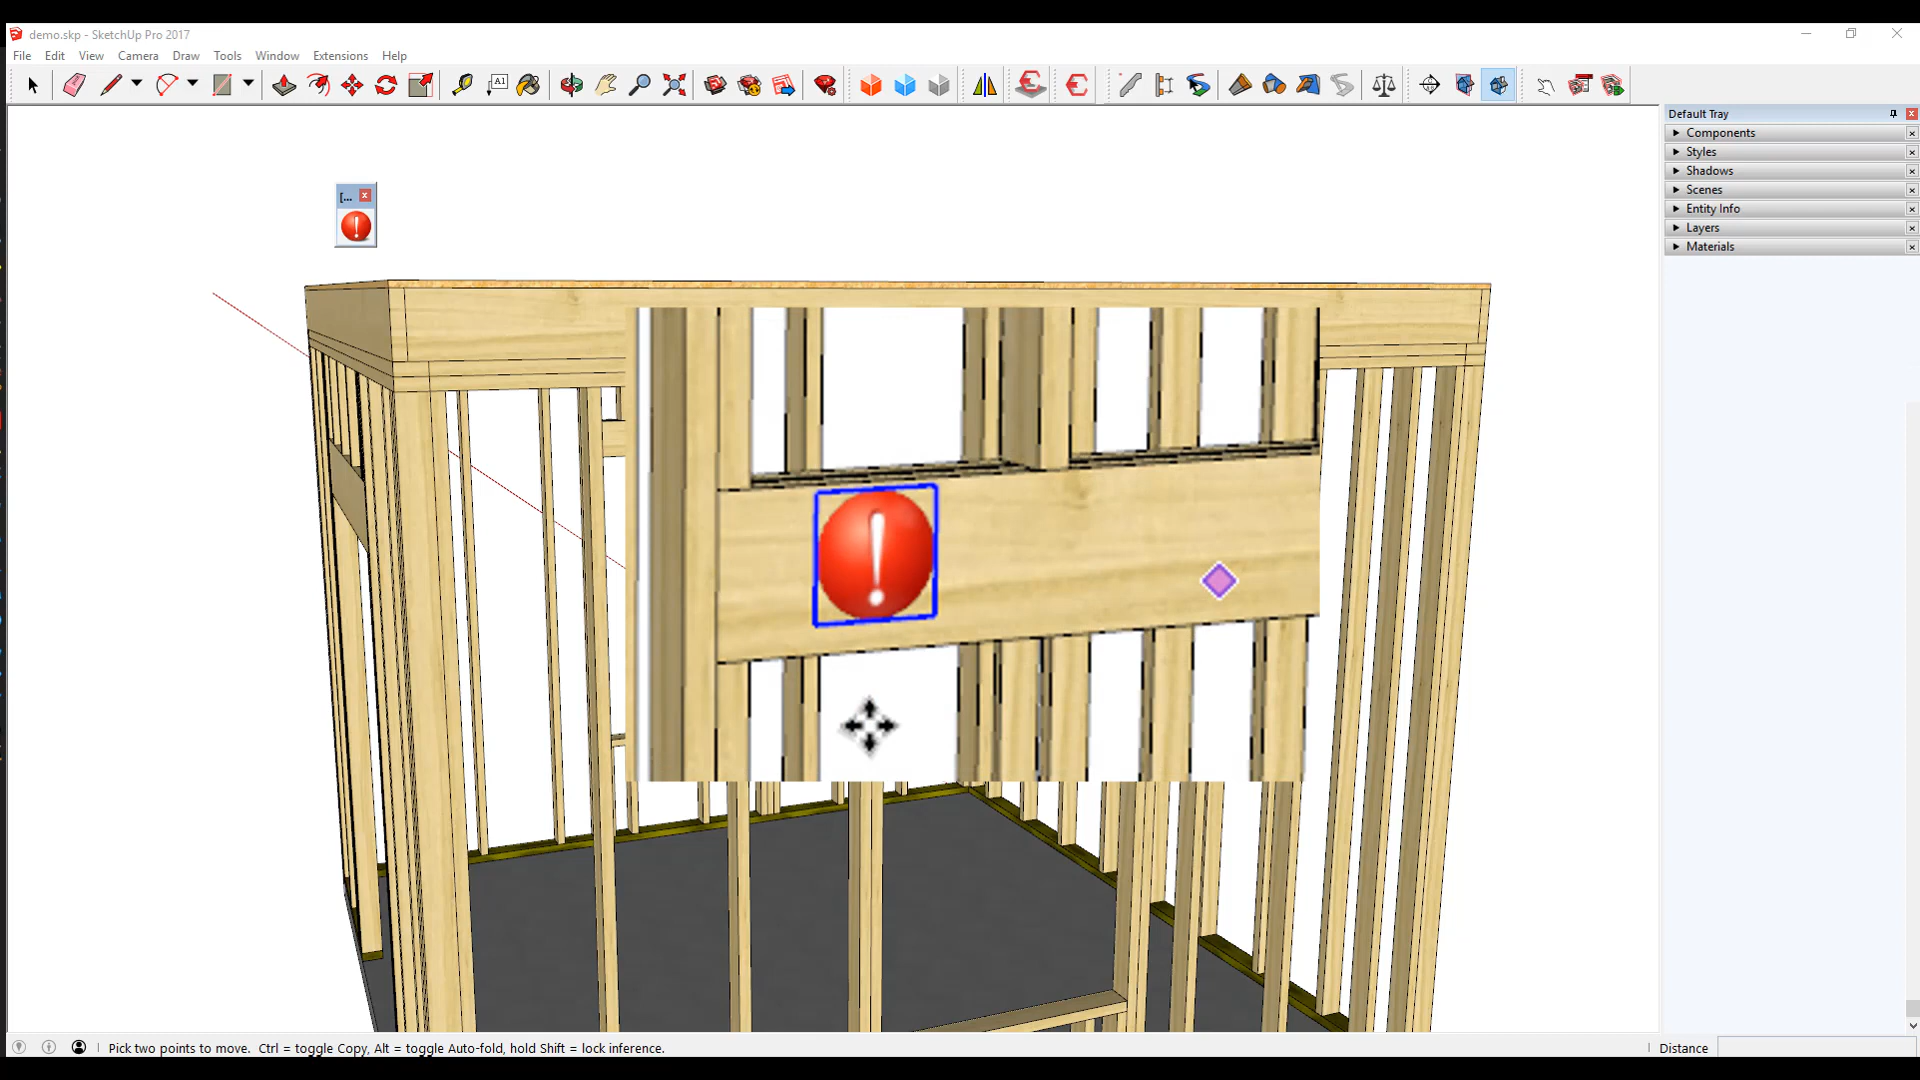 demo.skp - SketchUp Pro 2017
File Edit View Camera Draw Tools Window Extensions Help
A1
Default Tray
Components
Styles
Shadows
Scenes
Entity Info
Layers
Materials
[...
!
!
Pick two points to move. Ctrl = toggle Copy, Alt = toggle Auto-fold, hold Shift = lock inference.
Distance